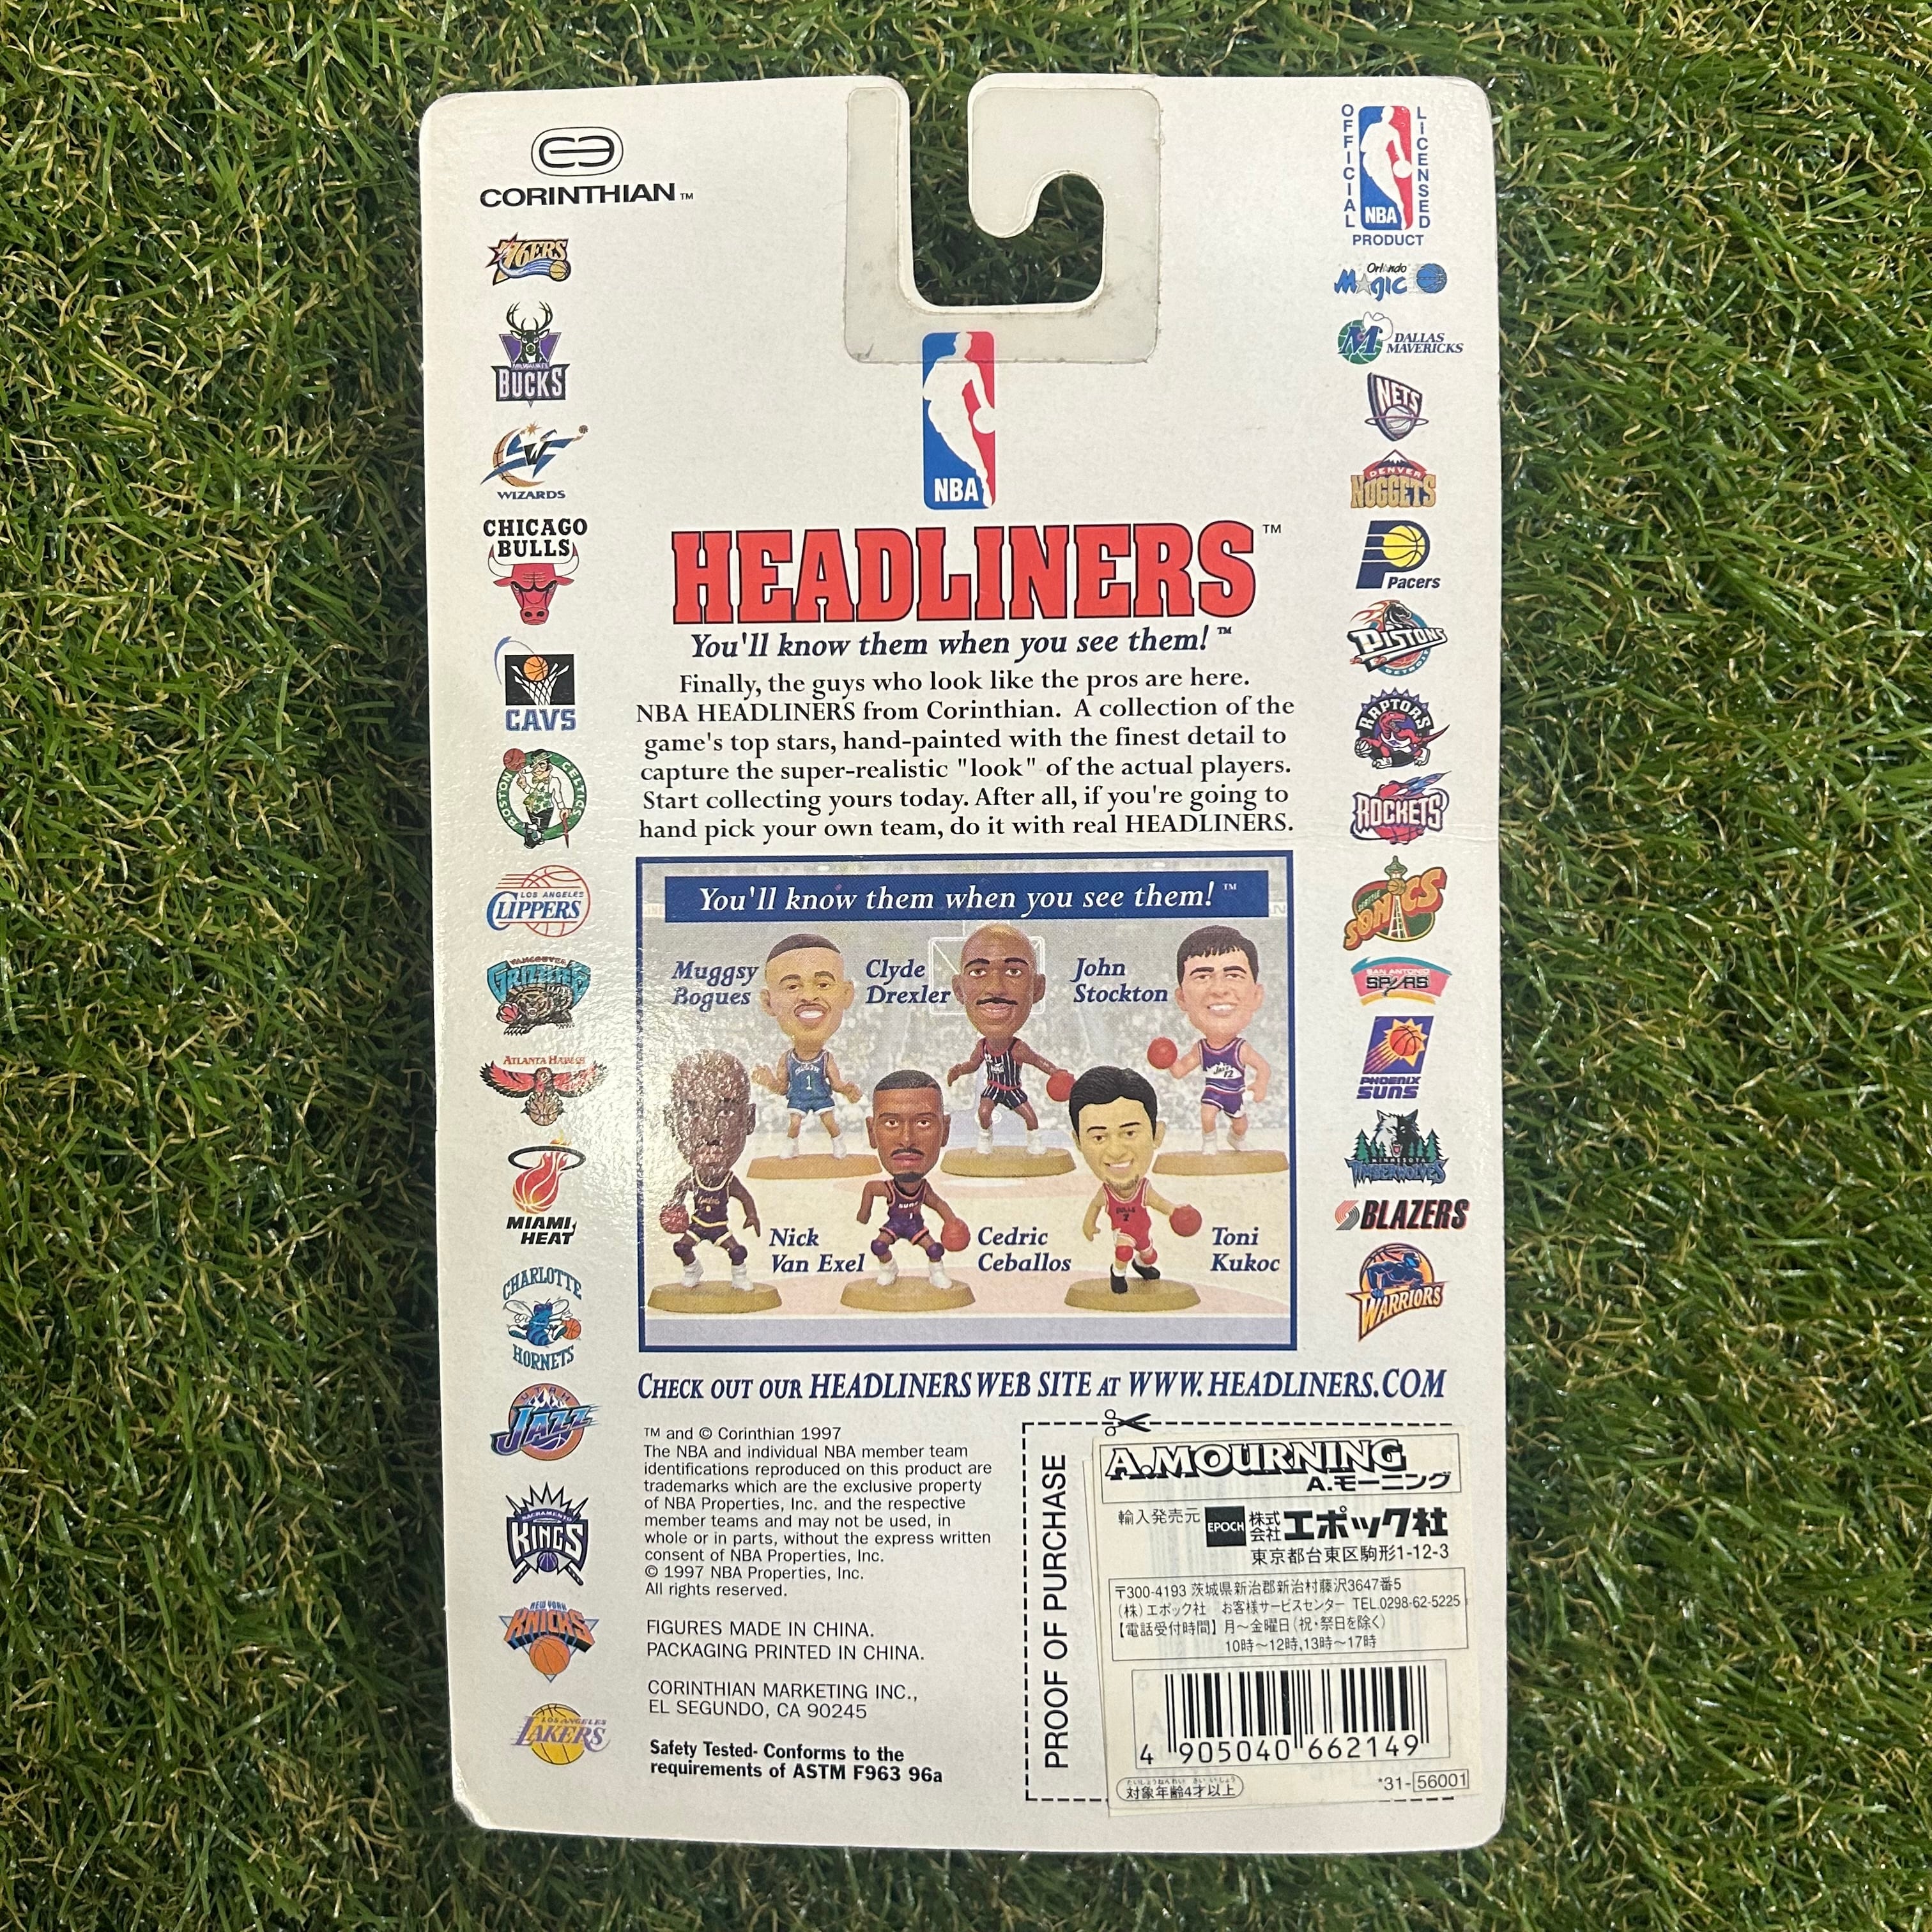 CORINTHIAN™
76ERS
MILWAUKEE
BUCKS
WIZARDS
CHICAGO
BULLS
CAVS
BOSTON CELTICS
LOS ANGELES
CLIPPERS
VANCOUVER
GRIZZLIES
ATLANTA HAWKS
MIAMI
HEAT
CHARLOTTE
HORNETS
UTAH
JAZZ
SACRAMENTO
KINGS
NEW YORK
KNICKS
LOS ANGELES
LAKERS
NBA
HEADLINERS™
You'll know them when you see them!™
Finally, the guys who look like the pros are here.
NBA HEADLINERS from Corinthian. A collection of the
game's top stars, hand-painted with the finest detail to
capture the super-realistic "look" of the actual players.
Start collecting yours today. After all, if you're going to
hand pick your own team, do it with real HEADLINERS.
You'll know them when you see them!™
Muggsy
Bogues
Clyde
Drexler
John
Stockton
Nick
Van Exel
Cedric
Ceballos
Toni
Kukoc
CHECK OUT OUR HEADLINERS WEB SITE AT WWW.HEADLINERS.COM
™ and © Corinthian 1997
The NBA and individual NBA member team
identifications reproduced on this product are
trademarks which are the exclusive property
of NBA Properties, Inc. and the respective
member teams and may not be used, in
whole or in parts, without the express written
consent of NBA Properties, Inc.
© 1997 NBA Properties, Inc.
All rights reserved.
FIGURES MADE IN CHINA.
PACKAGING PRINTED IN CHINA.
CORINTHIAN MARKETING INC.,
EL SEGUNDO, CA 90245
Safety Tested- Conforms to the
requirements of ASTM F963 96a
OFFICIAL LICENSED
NBA
PRODUCT
Orlando
Magic
DALLAS
MAVERICKS
NETS
DENVER
NUGGETS
Pacers
PISTONS
DETROIT
RAPTORS
ROCKETS
SEATTLE
SONICS
SAN ANTONIO
SPURS
PHOENIX
SUNS
MINNESOTA
TIMBERWOLVES
BLAZERS
WARRIORS
PROOF OF PURCHASE
A.MOURNING
A.モーニング
輸入発売元 EPOCH 株式会社エポック社
東京都台東区駒形1-12-3
〒300-4193 茨城県新治郡新治村藤沢3647番5
(株)エポック社 お客様サービスセンター TEL.0298-62-5225
【電話受付時間】月〜金曜日(祝・祭日を除く)
10時〜12時,13時〜17時
4 905040 662149
対象年齢4才以上
*31-56001